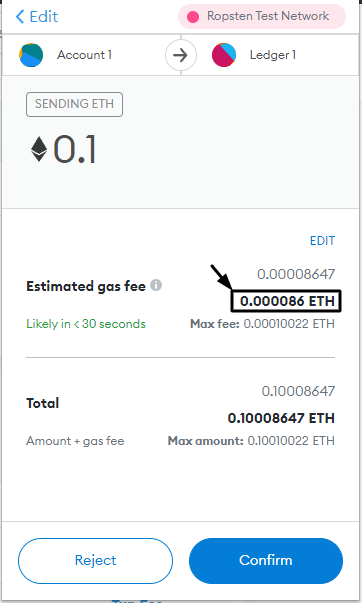 Edit
Ropsten Test Network
Account 1
Ledger 1
SENDING ETH
0.1
EDIT
0.00008647
Estimated gas fee
0.000086 ETH
Likely in < 30 seconds
Max fee: 0.00010022 ETH
0.10008647
Total
0.10008647 ETH
Amount + gas fee
Max amount: 0.10010022 ETH
Reject
Confirm